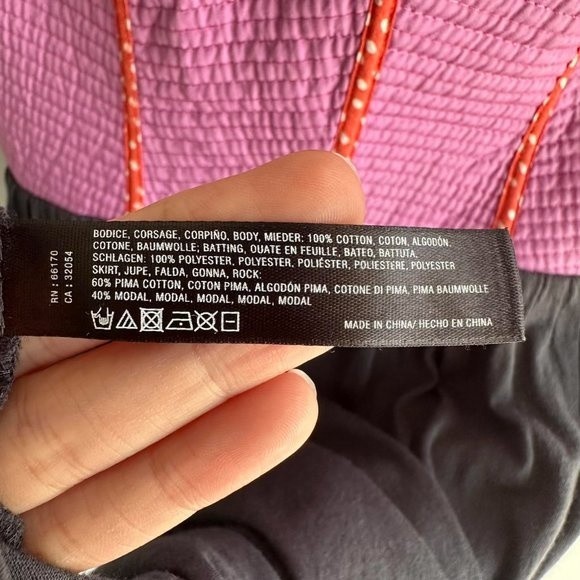 BODICE, CORSAGE, CORPIÑO, BODY, MIEDER: 100% COTTON, COTON, ALGODÓN,
COTONE, BAUMWOLLE; BATTING, OUATE EN FEUILLE, BATEO, BATTUTA,
SCHLAGEN: 100% POLYESTER, POLYESTER, POLIÉSTER, POLIESTERE, POLYESTER
SKIRT, JUPE, FALDA, GONNA, ROCK:
60% PIMA COTTON, COTON PIMA, ALGODÓN PIMA, COTONE DI PIMA, PIMA BAUMWOLLE
40% MODAL, MODAL, MODAL, MODAL, MODAL
MADE IN CHINA/ HECHO EN CHINA
RN : 66170
CA : 32054